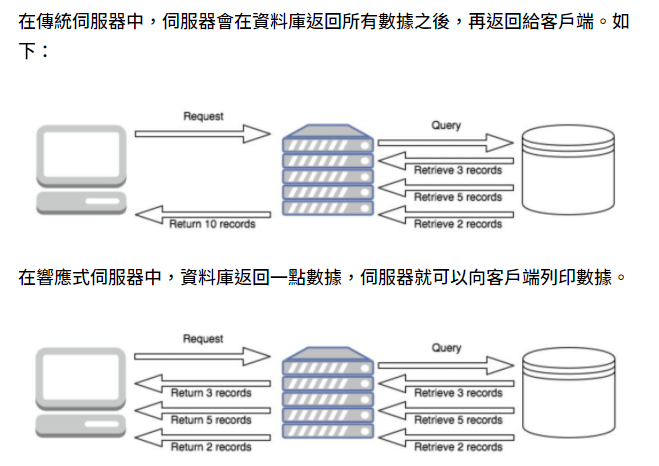 在傳統伺服器中，伺服器會在資料庫返回所有數據之後，再返回給客戶端。如
下：
Request
Query
Retrieve 3 records
Retrieve 5 records
Return 10 records
Retrieve 2 records
在響應式伺服器中，資料庫返回一點數據，伺服器就可以向客戶端列印數據。
Request
Query
Return 3 records
Retrieve 3 records
Return 5 records
Retrieve 5 records
Return 2 records
Retrieve 2 records